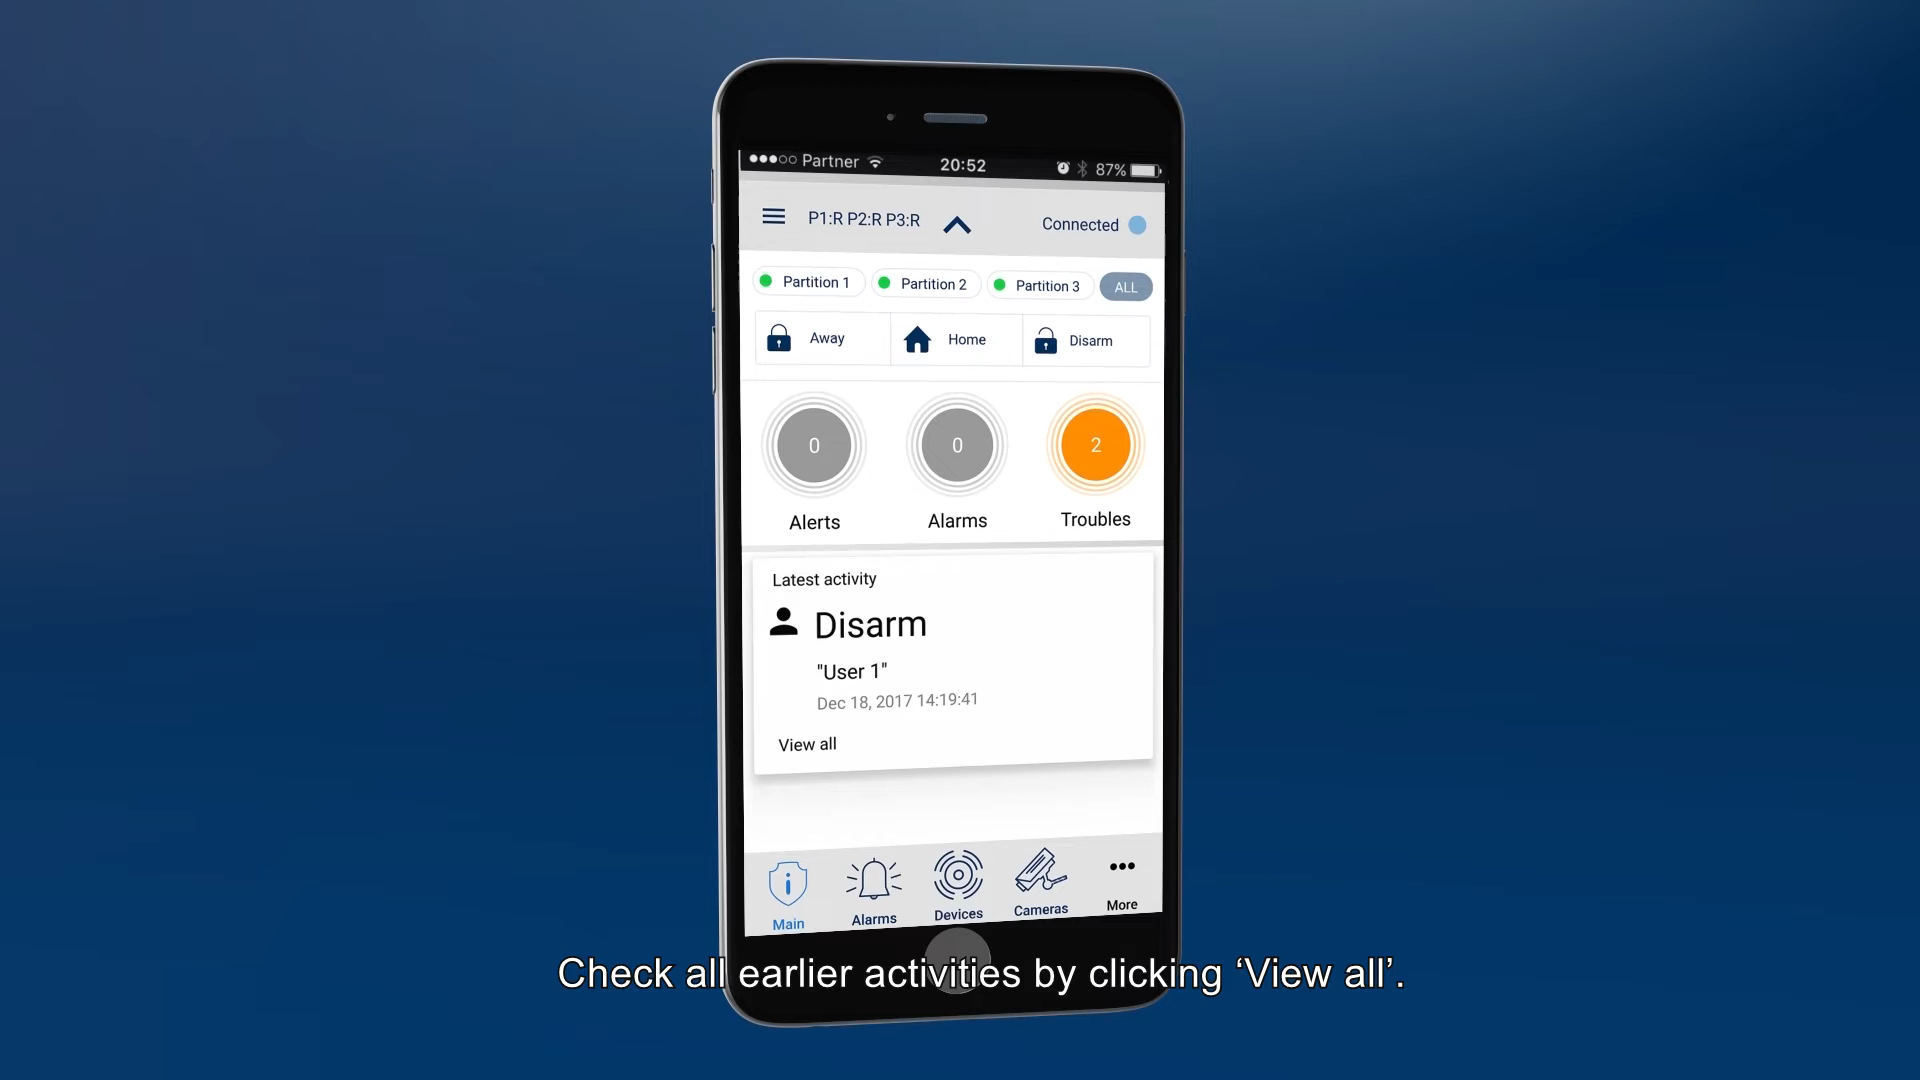 Partner 20:52 87%
P1:R P2:R P3:R Connected
Partition 1 Partition 2 Partition 3 ALL
Away Home Disarm
0 0 2
Alerts Alarms Troubles
Latest activity
Disarm
"User 1"
Dec 18, 2017 14:19:41
View all
Main Alarms Devices Cameras More
Check all earlier activities by clicking ‘View all’.